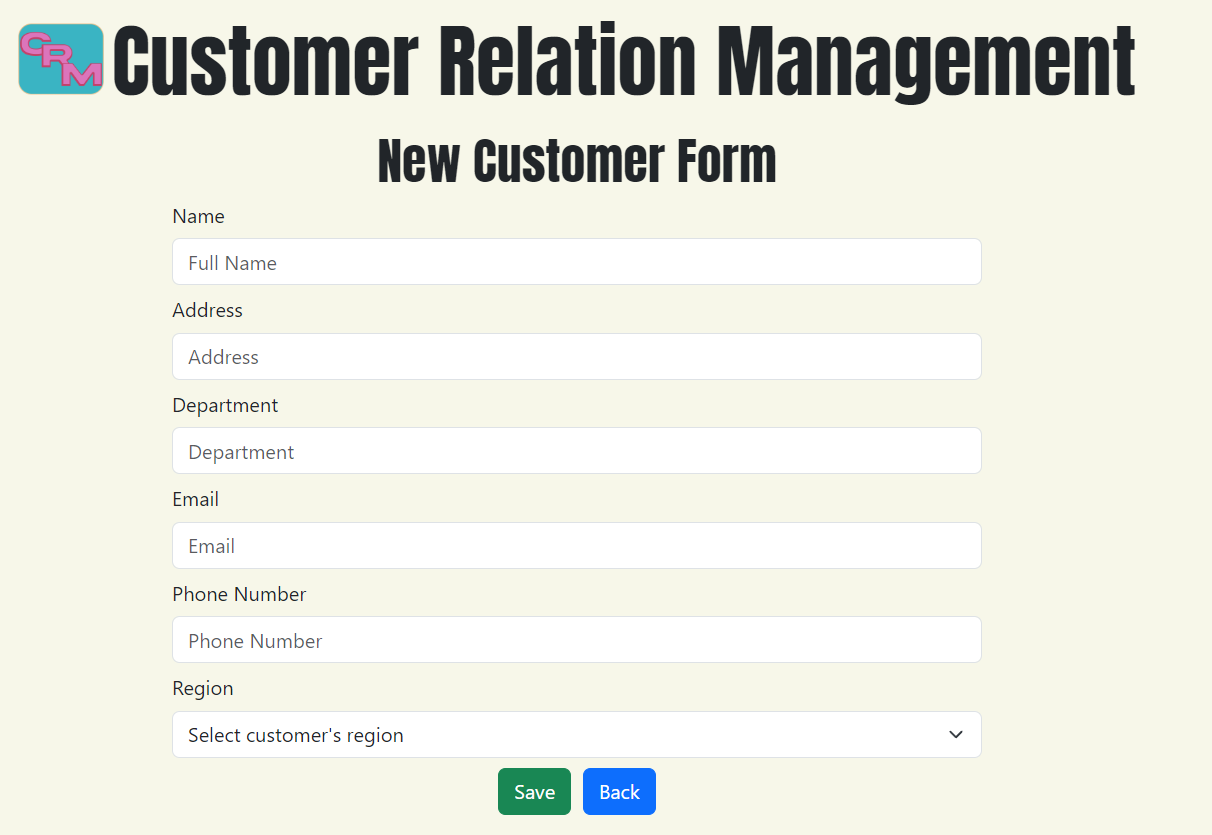 CRM
Customer Relation Management
New Customer Form
Name
Full Name
Address
Address
Department
Department
Email
Email
Phone Number
Phone Number
Region
Select customer's region
Save Back